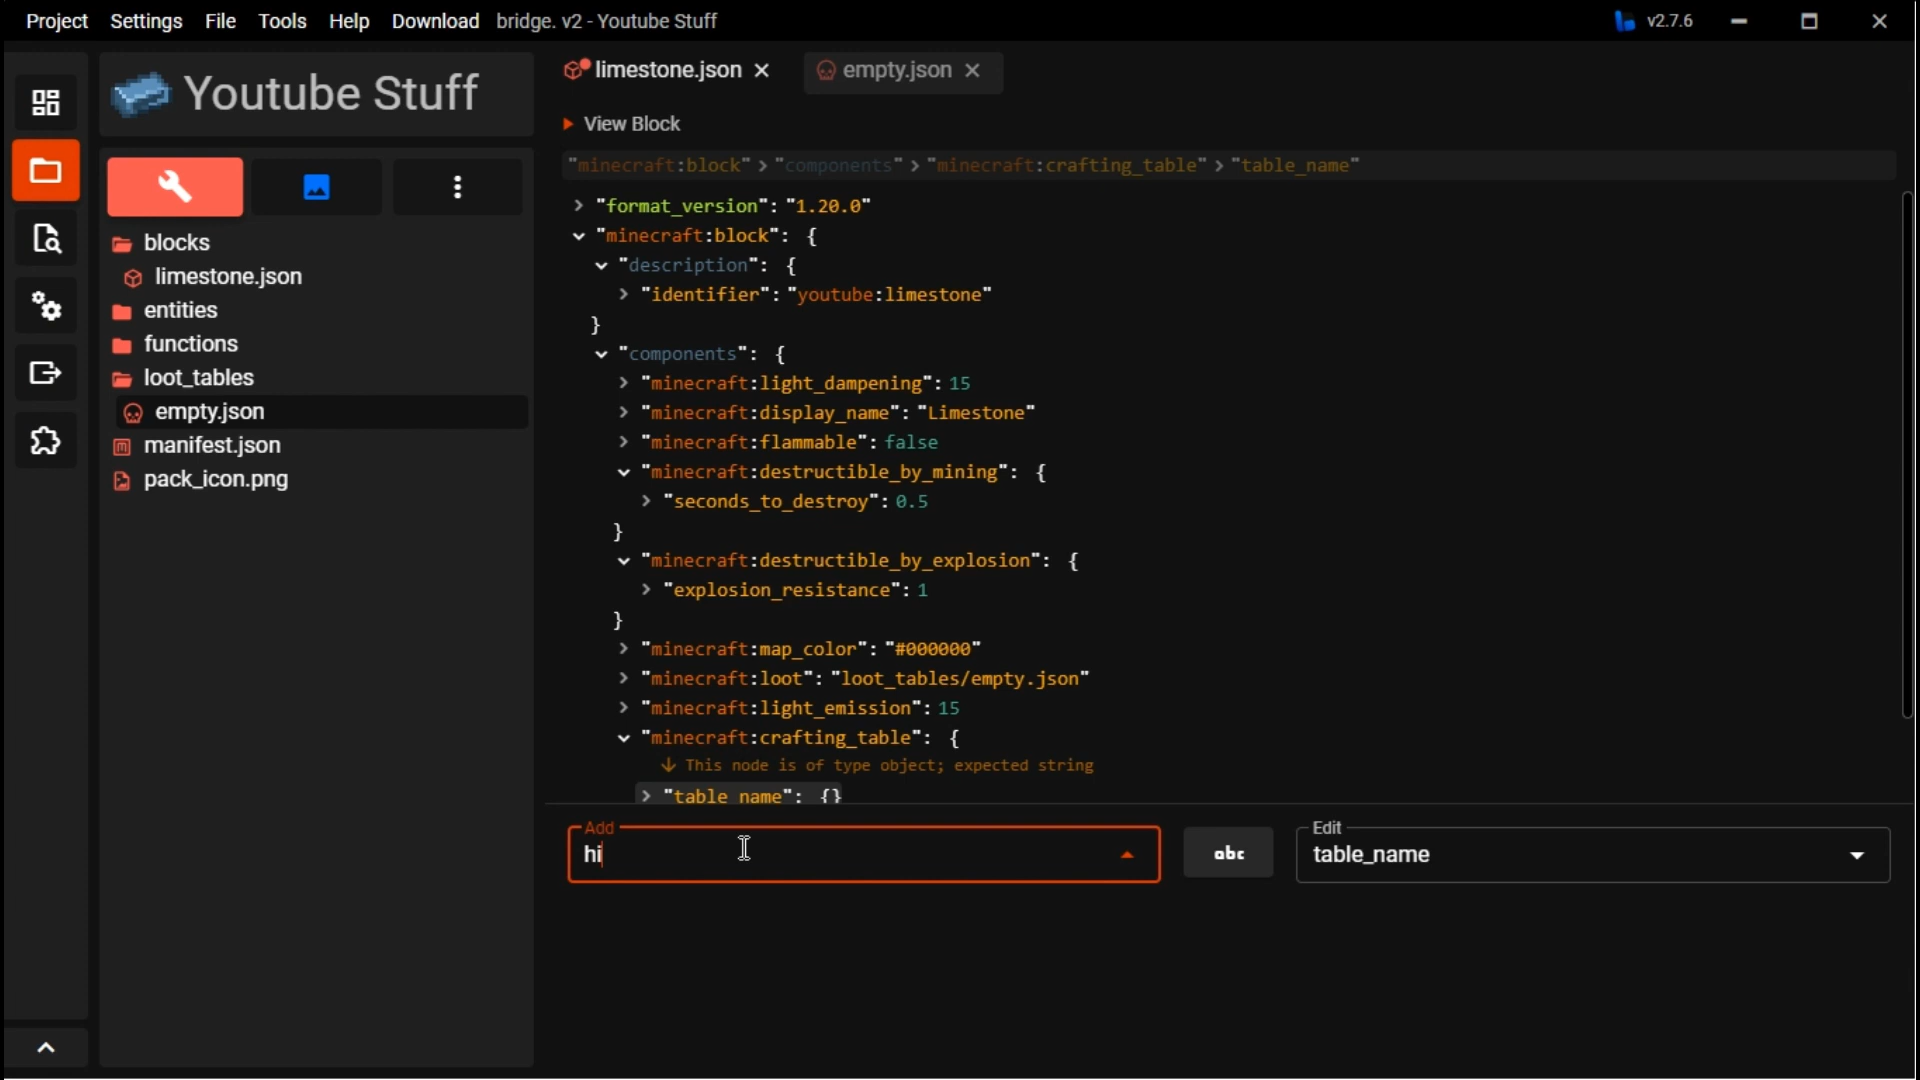 Project Settings File Tools Help Download bridge. v2 - Youtube Stuff v2.7.6
Youtube Stuff
blocks
limestone.json
entities
functions
loot_tables
empty.json
manifest.json
pack_icon.png
limestone.json empty.json
View Block
"minecraft:block" > "components" > "minecraft:crafting_table" > "table_name"
"format_version": "1.20.0"
"minecraft:block": {
"description": {
"identifier": "youtube:limestone"
}
"components": {
"minecraft:light_dampening": 15
"minecraft:display_name": "Limestone"
"minecraft:flammable": false
"minecraft:destructible_by_mining": {
"seconds_to_destroy": 0.5
}
"minecraft:destructible_by_explosion": {
"explosion_resistance": 1
}
"minecraft:map_color": "#000000"
"minecraft:loot": "loot_tables/empty.json"
"minecraft:light_emission": 15
"minecraft:crafting_table": {
↓ This node is of type object; expected string
"table_name": {}
Add
hi
abc
Edit
table_name